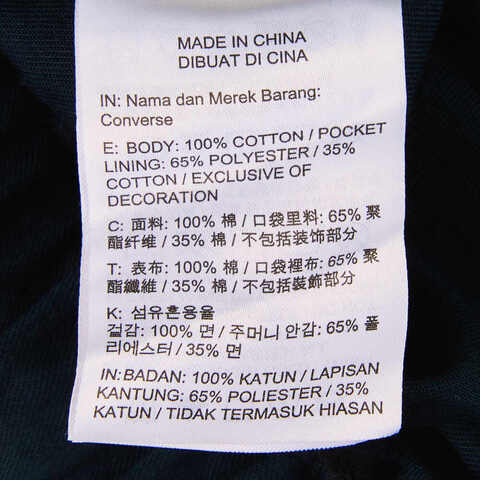 MADE IN CHINA
DIBUAT DI CINA
IN: Nama dan Merek Barang:
Converse
E: BODY: 100% COTTON / POCKET
LINING: 65% POLYESTER / 35%
COTTON / EXCLUSIVE OF
DECORATION
C: 面料: 100% 棉 / 口袋里料: 65% 聚
酯纤维 / 35% 棉 / 不包括装饰部分
T: 表布: 100% 棉 / 口袋裡布: 65% 聚
酯纖維 / 35% 棉 / 不包括裝飾部分
K: 섬유혼용율
겉감: 100% 면 / 주머니 안감: 65% 폴
리에스터 / 35% 면
IN: BADAN: 100% KATUN / LAPISAN
KANTUNG: 65% POLIESTER / 35%
KATUN / TIDAK TERMASUK HIASAN